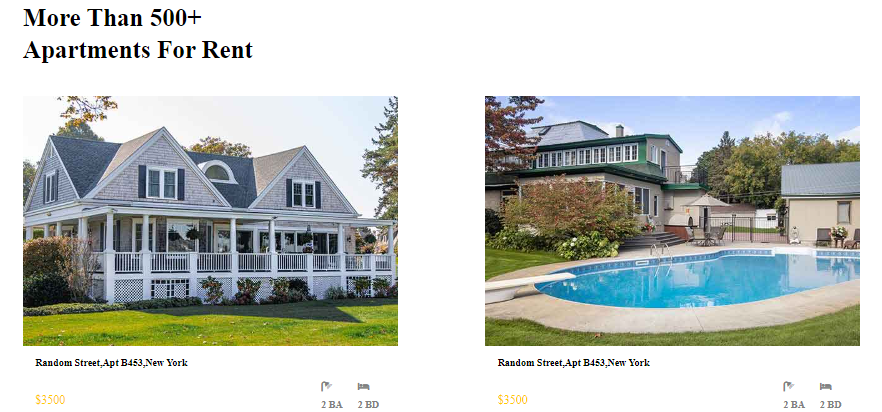 More Than 500+
Apartments For Rent
Random Street,Apt B453,New York
$3500
2 BA
2 BD
Random Street,Apt B453,New York
$3500
2 BA
2 BD